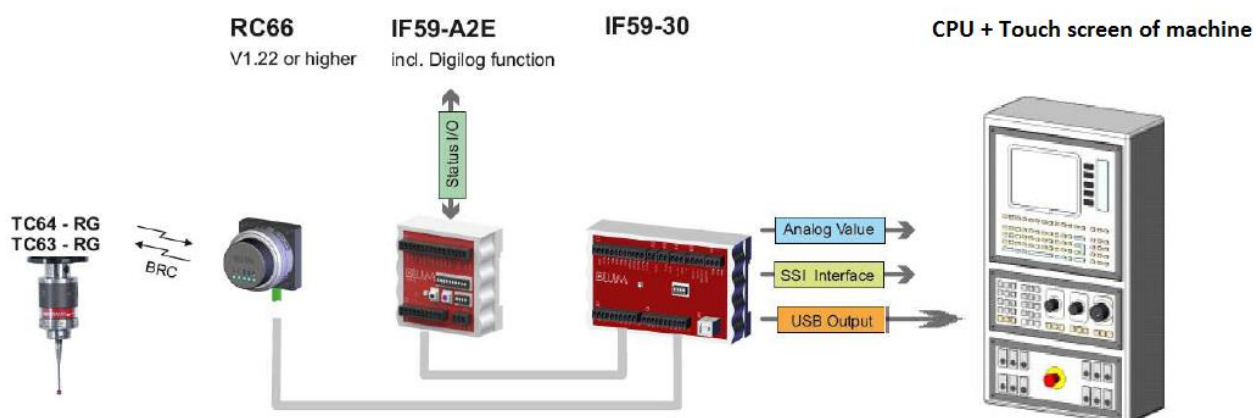 RC66
V1.22 or higher
IF59-A2E
incl. Digilog function
IF59-30
CPU + Touch screen of machine
Status I/O
TC64 - RG
TC63 - RG
BRC
BLUM
BLUM
Analog Value
SSI Interface
USB Output